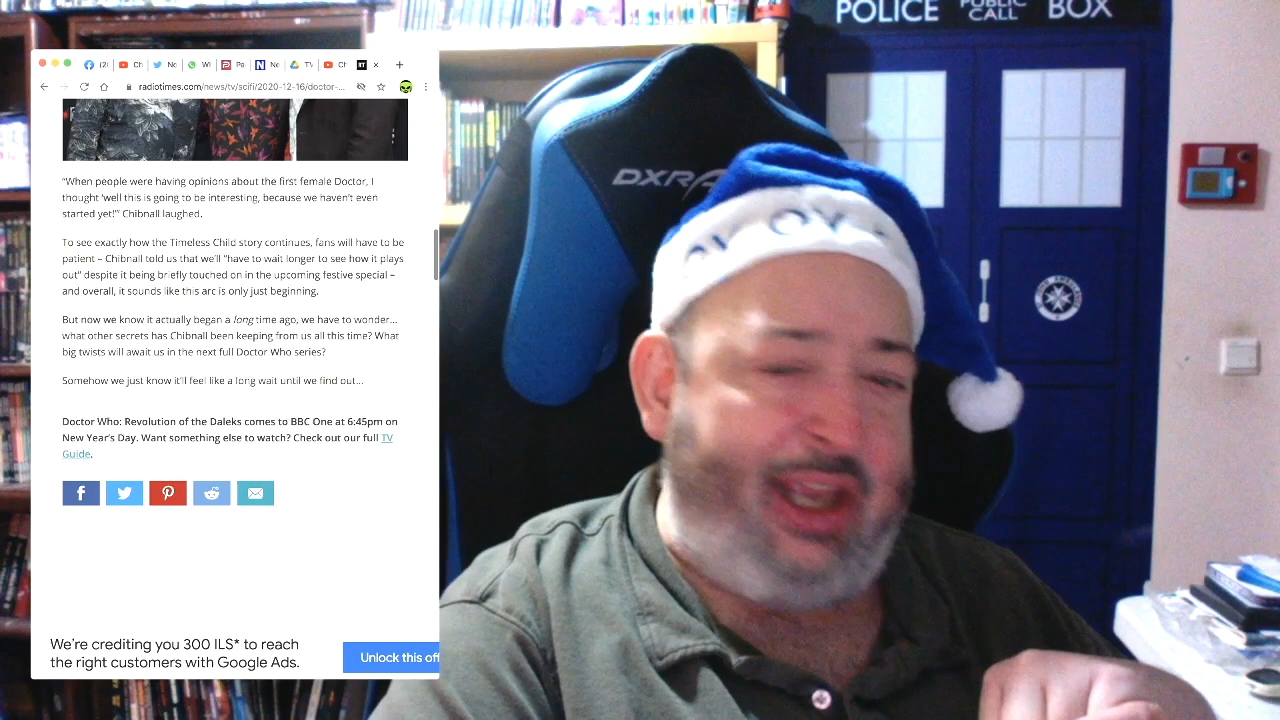 POLICE PUBLIC CALL BOX
radiotimes.com/news/tv/scifi/2020-12-16/doctor-...
“When people were having opinions about the first female Doctor, I
thought ‘well this is going to be interesting, because we haven’t even
started yet!’” Chibnall laughed.
To see exactly how the Timeless Child story continues, fans will have to be
patient – Chibnall told us that we’ll “have to wait longer to see how it plays
out” despite it being briefly touched on in the upcoming festive special –
and overall, it sounds like this arc is only just beginning.
But now we know it actually began a long time ago, we have to wonder…
what other secrets has Chibnall been keeping from us all this time? What
big twists will await us in the next full Doctor Who series?
Somehow we just know it’ll feel like a long wait until we find out…
Doctor Who: Revolution of the Daleks comes to BBC One at 6:45pm on
New Year’s Day. Want something else to watch? Check out our full TV
Guide.
We’re crediting you 300 ILS* to reach
the right customers with Google Ads.
Unlock this off